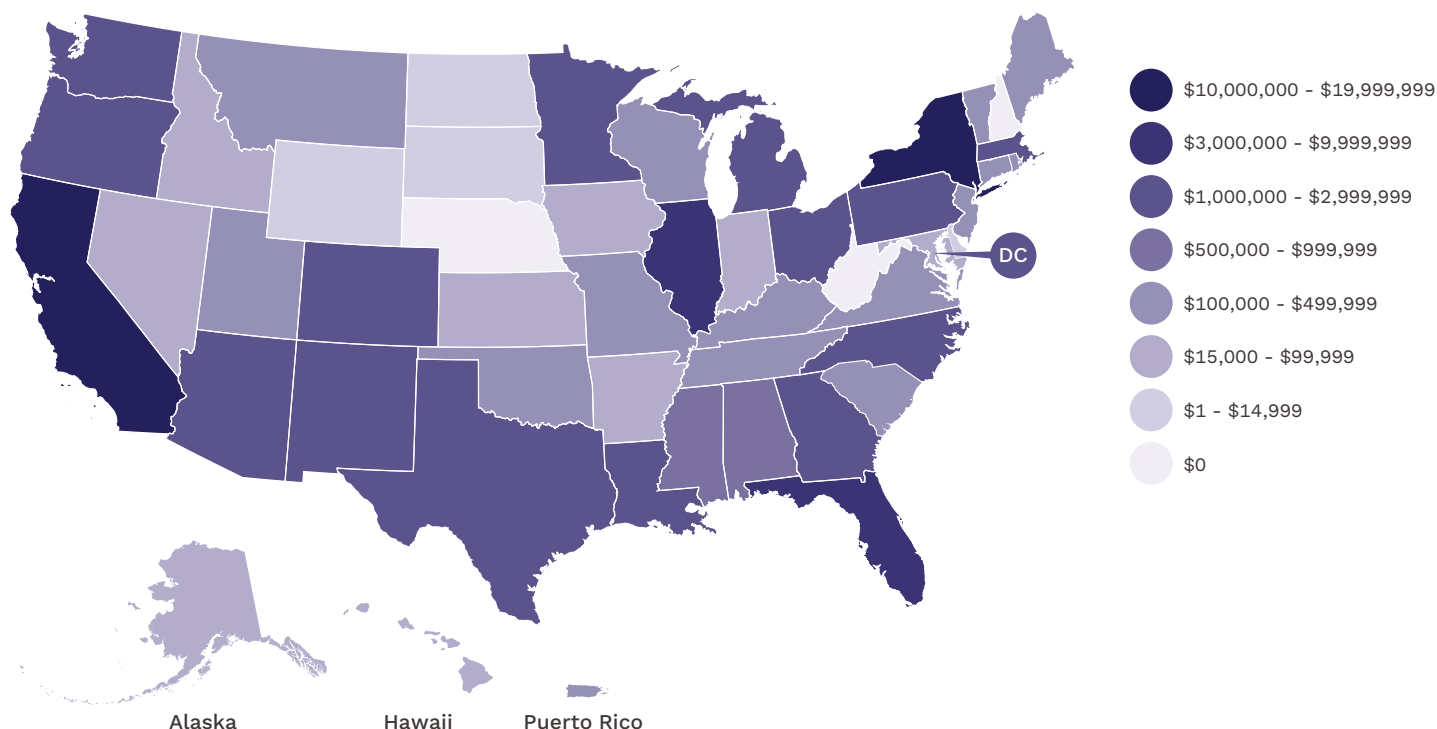 $10,000,000 - $19,999,999
$3,000,000 - $9,999,999
$1,000,000 - $2,999,999
$500,000 - $999,999
$100,000 - $499,999
$15,000 - $99,999
$1 - $14,999
$0
DC
Alaska
Hawaii
Puerto Rico